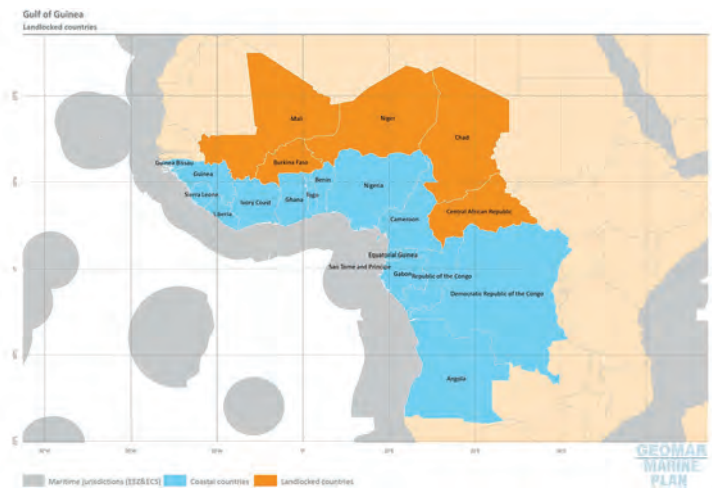 Gulf of Guinea
Landlocked countries
Mali
Niger
Chad
Guinea Bissau
Burkina Faso
Guinea
Benin
Nigeria
Sierra Leone
Ivory Coast
Ghana
Togo
Central African Republic
Liberia
Cameroon
Equatorial Guinea
Sao Tome and Principe
Gabon
Republic of the Congo
Democratic Republic of the Congo
Angola
0°
Maritime jurisdictions (EEZ&ECS)
Coastal countries
Landlocked countries
GEOMAR
MARINE
PLAN